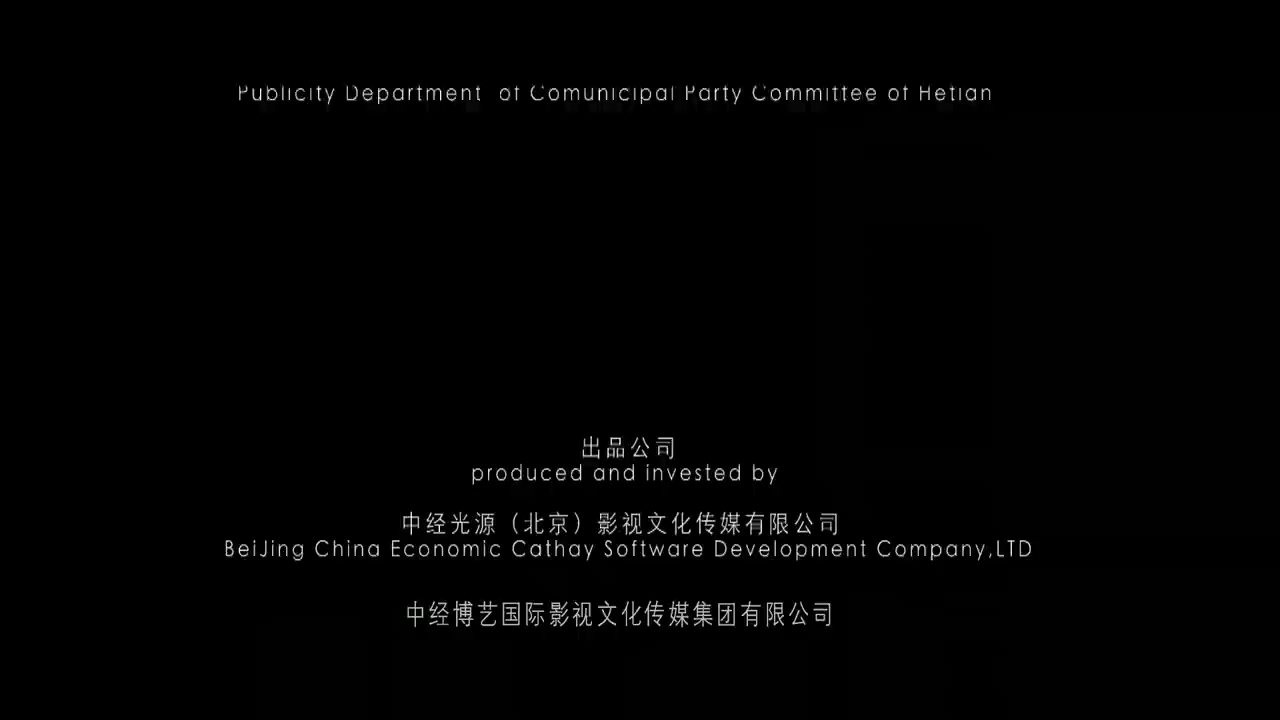 Publicity Department of Comunicipal Party Committee of Hetian
出品公司
produced and invested by
中经光源（北京）影视文化传媒有限公司
BeiJing China Economic Cathay Software Development Company,LTD
中经博艺国际影视文化传媒集团有限公司